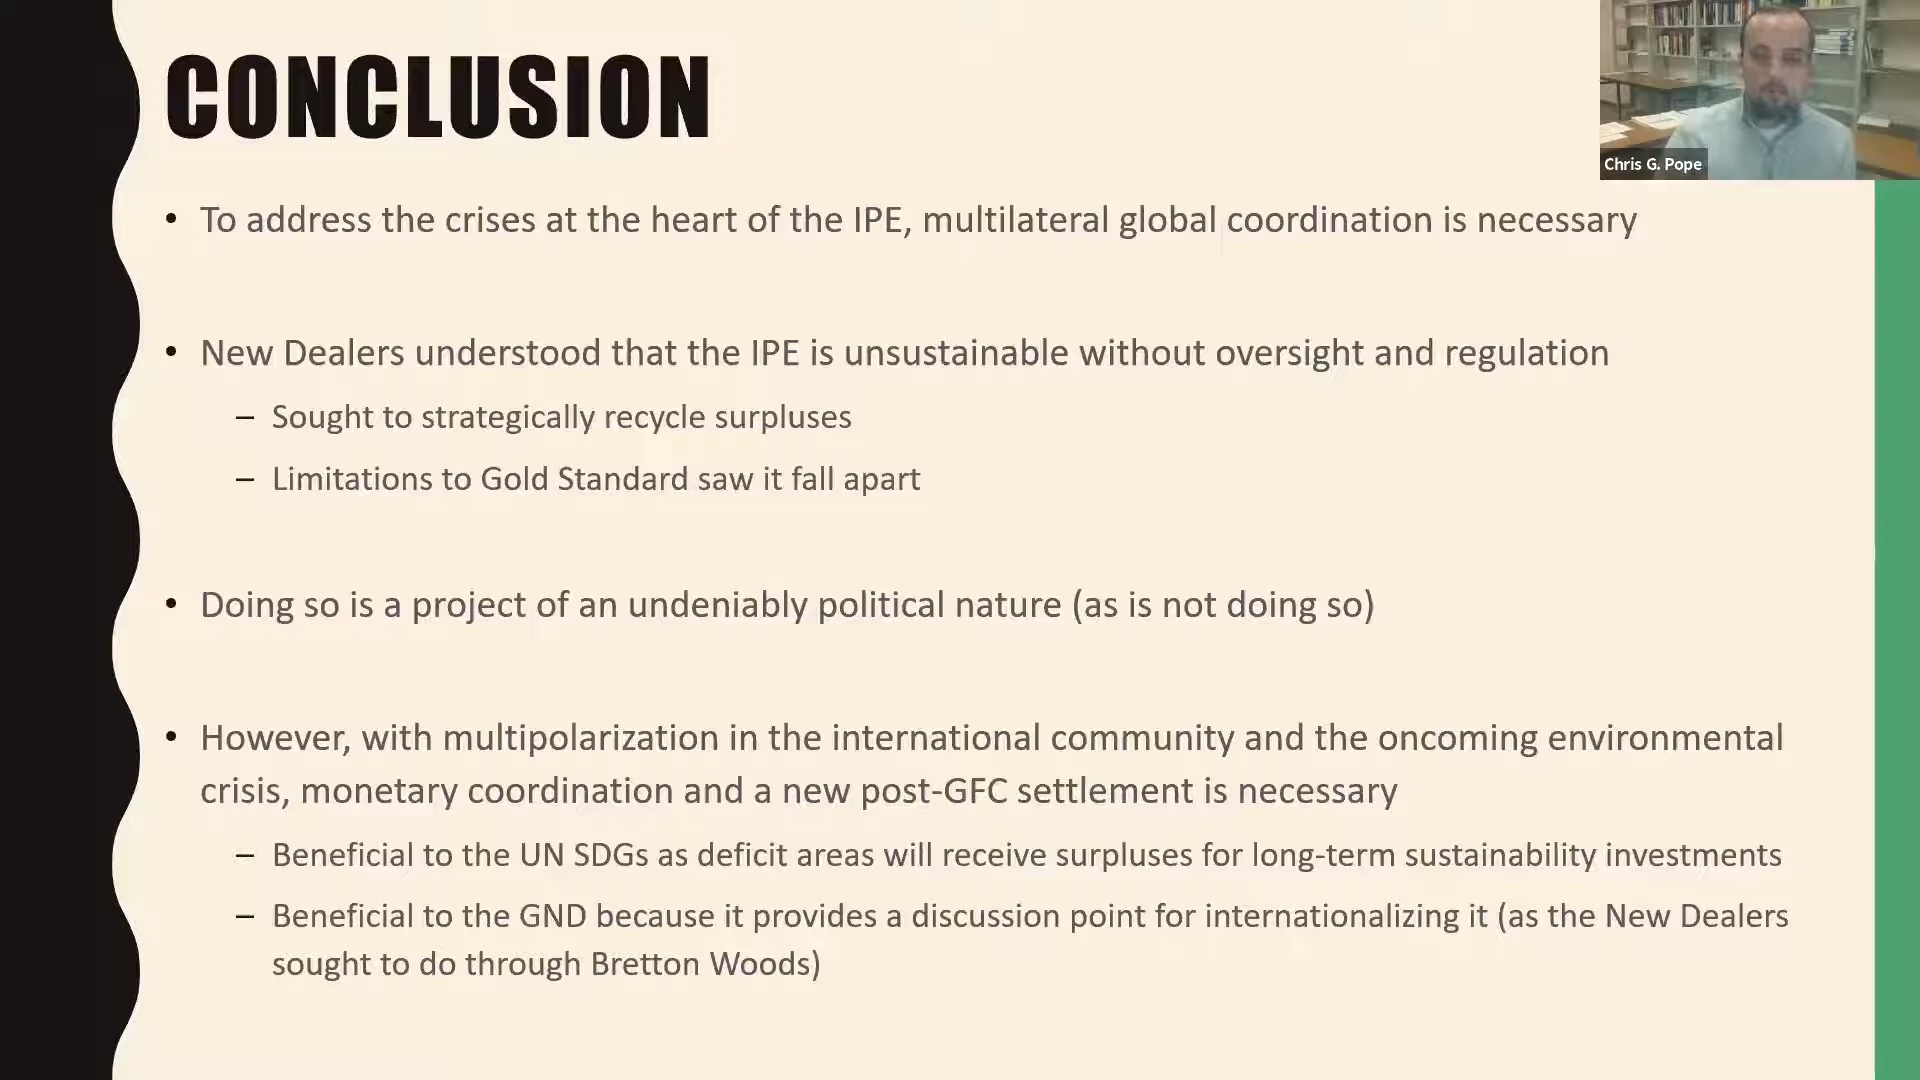 CONCLUSION
Chris G. Pope
• To address the crises at the heart of the IPE, multilateral global coordination is necessary
• New Dealers understood that the IPE is unsustainable without oversight and regulation
– Sought to strategically recycle surpluses
– Limitations to Gold Standard saw it fall apart
• Doing so is a project of an undeniably political nature (as is not doing so)
• However, with multipolarization in the international community and the oncoming environmental
crisis, monetary coordination and a new post-GFC settlement is necessary
– Beneficial to the UN SDGs as deficit areas will receive surpluses for long-term sustainability investments
– Beneficial to the GND because it provides a discussion point for internationalizing it (as the New Dealers
sought to do through Bretton Woods)